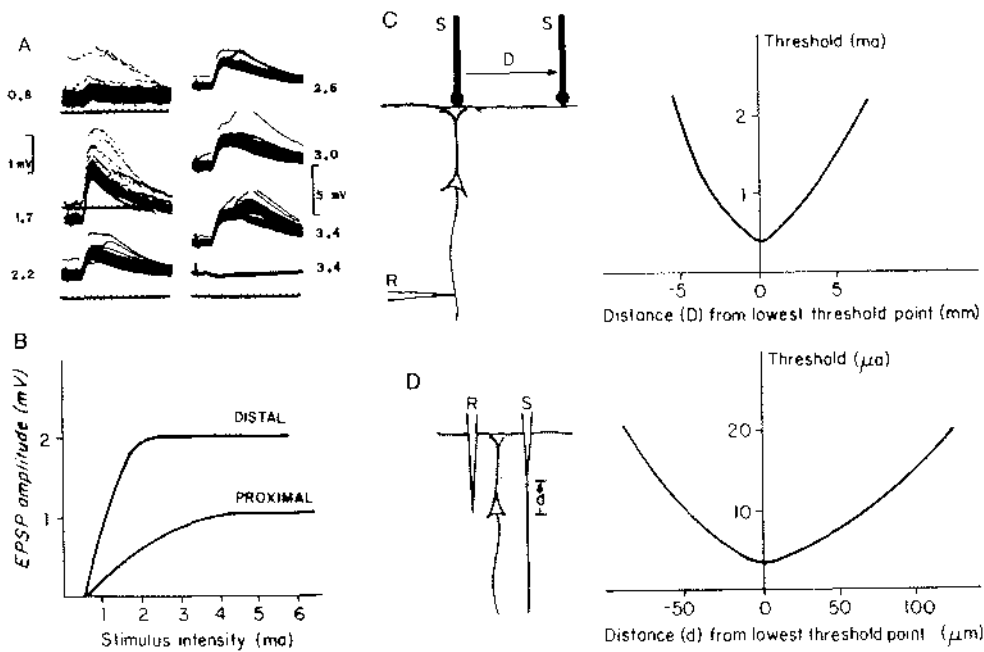 A
0.8
1 mV
1.7
2.2
2.6
3.0
5 mV
3.4
3.4
B
EPSP amplitude (mV)
2
1
DISTAL
PROXIMAL
1 2 3 4 5 6
Stimulus intensity (ma)
C
S S
D
R
Threshold (ma)
2
1
-5 0 5
Distance (D) from lowest threshold point (mm)
D
R S
d
Threshold (μa)
20
10
-50 0 50 100
Distance (d) from lowest threshold point (μm)